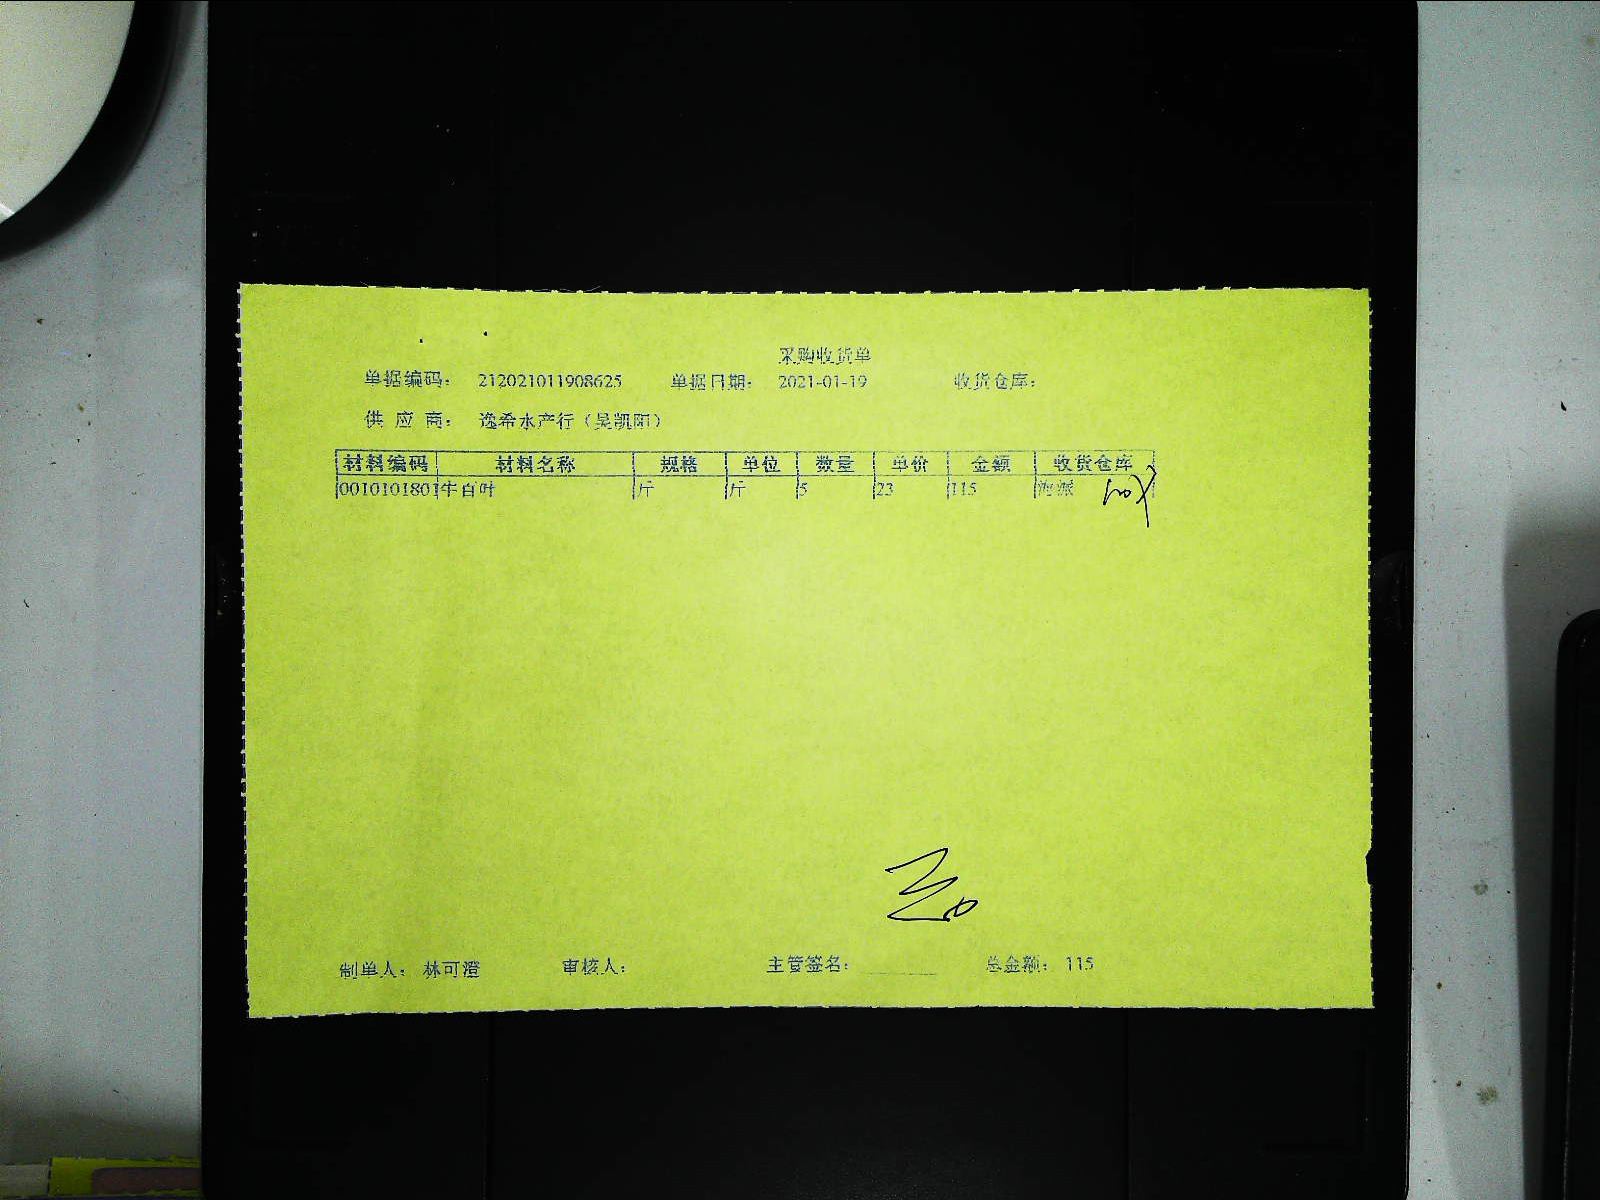 采购收货单
单据编码: 212021011908625 单据日期: 2021-01-19 收货仓库:
供 应 商: 逸希水产行（吴凯阳）
材料编码 材料名称 规格 单位 数量 单价 金额 收货仓库
0010101801 牛百叶 斤 斤 5 23 115 海派
制单人: 林可澄 审核人: 主管签名: 总金额: 115